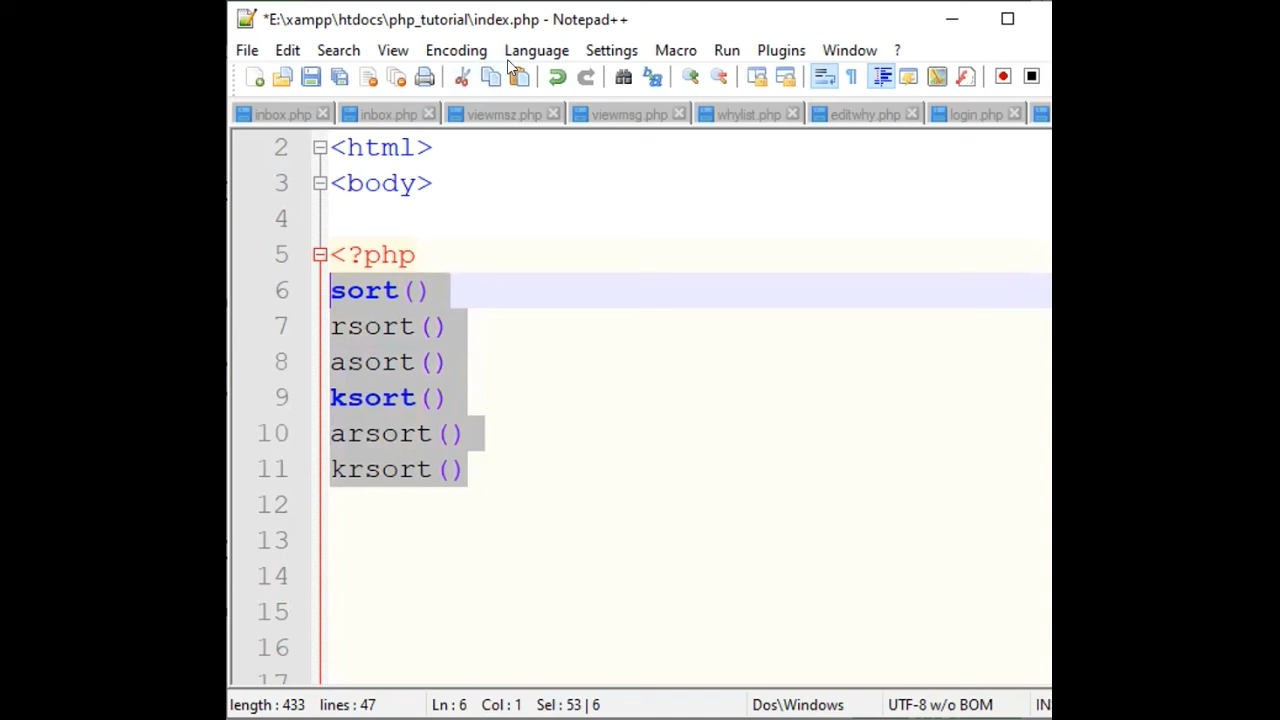 *E:\xampp\htdocs\php_tutorial\index.php - Notepad++
File Edit Search View Encoding Language Settings Macro Run Plugins Window ?
inbox.php inbox.php viewmsz.php viewmsg.php whylist.php editwhy.php login.php
2 <html>
3 <body>
4
5 <?php
6 sort()
7 rsort()
8 asort()
9 ksort()
10 arsort()
11 krsort()
12
13
14
15
16
17
length : 433 lines : 47 Ln : 6 Col : 1 Sel : 53 | 6 Dos\Windows UTF-8 w/o BOM IN